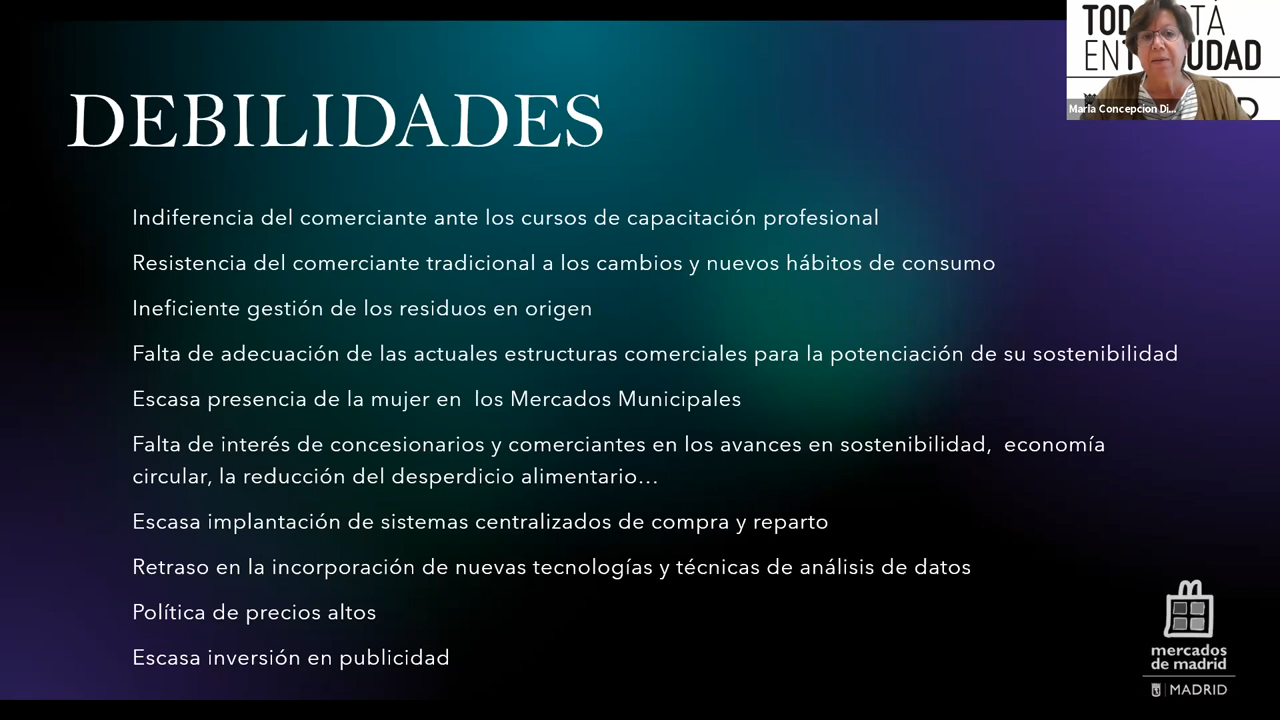 DEBILIDADES
Indiferencia del comerciante ante los cursos de capacitación profesional
Resistencia del comerciante tradicional a los cambios y nuevos hábitos de consumo
Ineficiente gestión de los residuos en origen
Falta de adecuación de las actuales estructuras comerciales para la potenciación de su sostenibilidad
Escasa presencia de la mujer en  los Mercados Municipales
Falta de interés de concesionarios y comerciantes en los avances en sostenibilidad,  economía
circular, la reducción del desperdicio alimentario…
Escasa implantación de sistemas centralizados de compra y reparto
Retraso en la incorporación de nuevas tecnologías y técnicas de análisis de datos
Política de precios altos
Escasa inversión en publicidad
EN
Maria Concepcion Di...
mercados
de madrid
MADRID